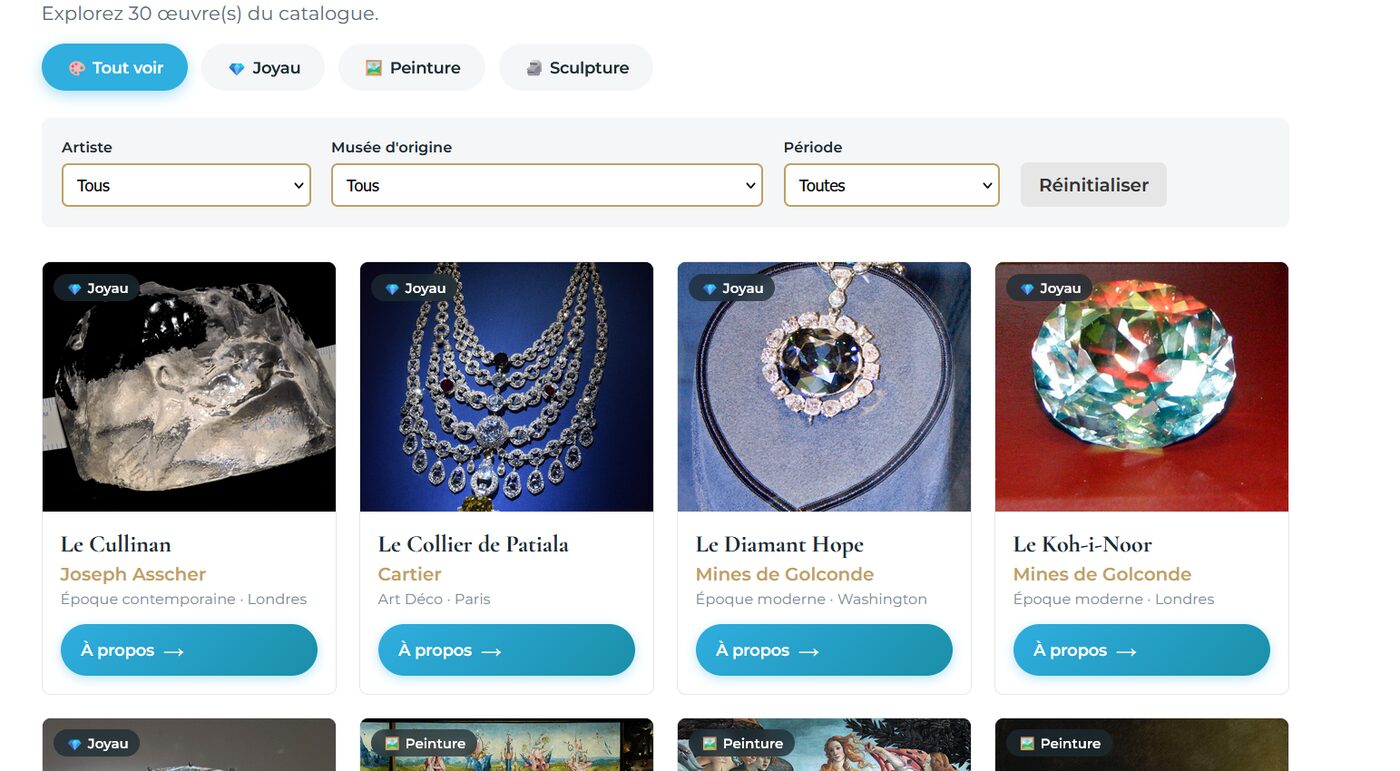 Explorez 30 œuvre(s) du catalogue.
Tout voir
Joyau
Peinture
Sculpture
Artiste
Musée d'origine
Période
Tous
Tous
Toutes
Réinitialiser
Joyau
Joyau
Joyau
Joyau
Le Cullinan
Joseph Asscher
Époque contemporaine · Londres
À propos →
Le Collier de Patiala
Cartier
Art Déco · Paris
À propos →
Le Diamant Hope
Mines de Golconde
Époque moderne · Washington
À propos →
Le Koh-i-Noor
Mines de Golconde
Époque moderne · Londres
À propos →
Joyau
Peinture
Peinture
Peinture